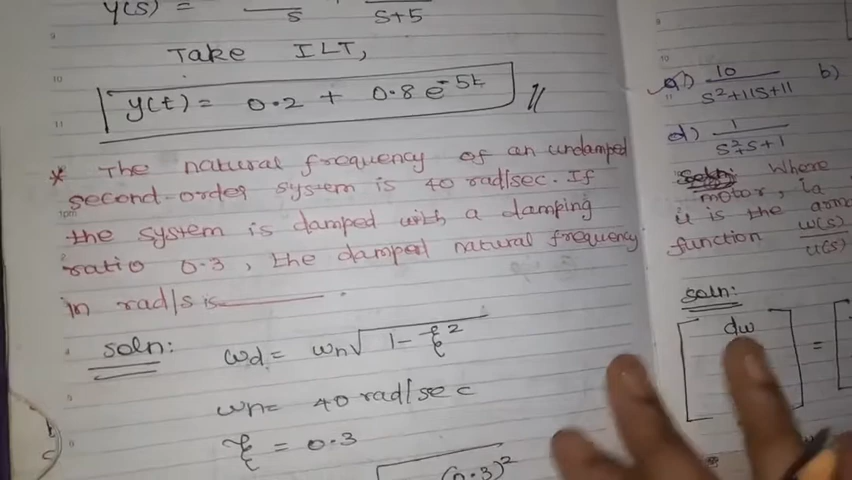 y(s) =
s
s+5
Take ILT,
y(t) = 0.2 + 0.8 e^-5t
* The natural frequency of an undamped
second-order system is 40 rad/sec. If
the system is damped with a damping
ratio 0.3, the damped natural frequency
in rad/s is ______.
Soln:
ωd = ωn√1-ξ²
ωn = 40 rad/sec
ξ = 0.3
(0.3)²
a) 10
s²+11s+11
b)
d) 1
s²+s+1
Where
motor, ia
it is the
function ω(s)
u(s)
Soln:
dω
=